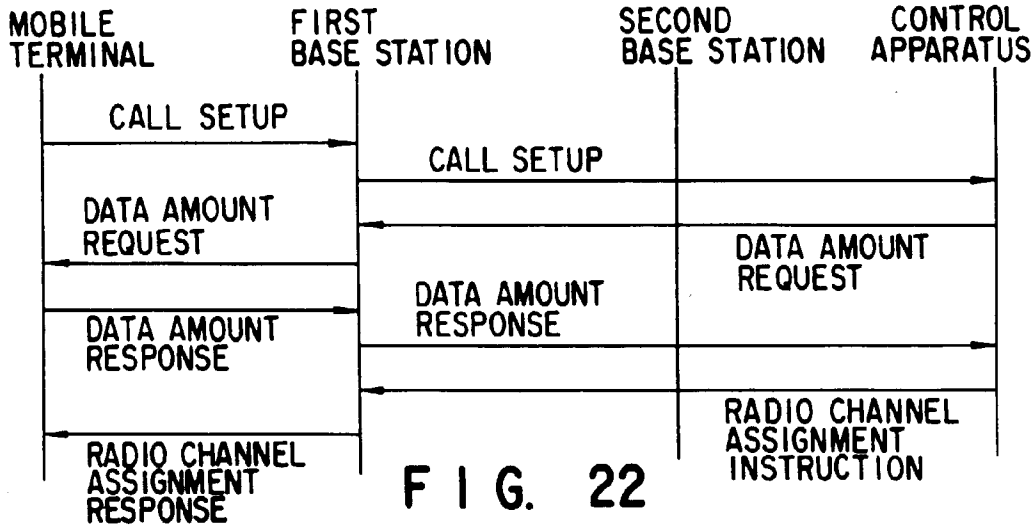 MOBILE
TERMINAL
FIRST
BASE STATION
SECOND
BASE STATION
CONTROL
APPARATUS
CALL SETUP
CALL SETUP
DATA AMOUNT
REQUEST
DATA AMOUNT
REQUEST
DATA AMOUNT
RESPONSE
DATA AMOUNT
RESPONSE
RADIO CHANNEL
ASSIGNMENT
INSTRUCTION
RADIO CHANNEL
ASSIGNMENT
RESPONSE
FIG. 22